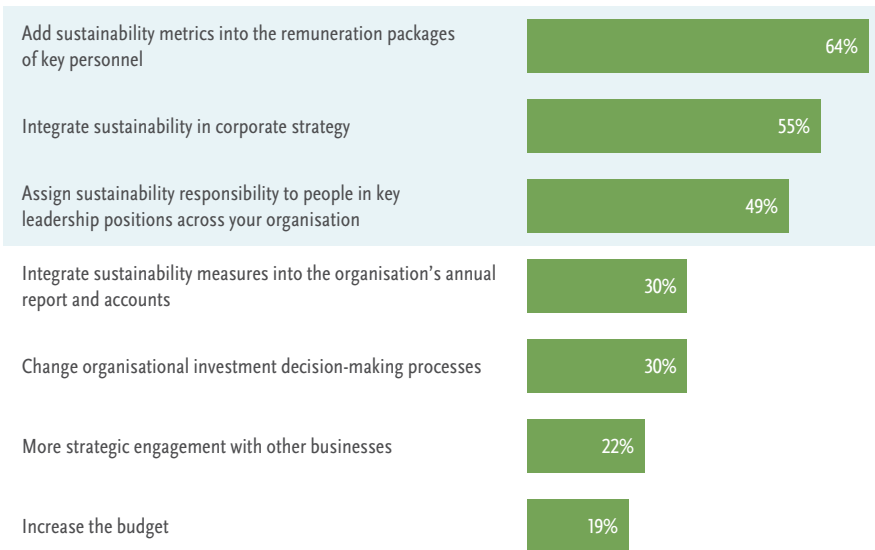 Add sustainability metrics into the remuneration packages
of key personnel
64%
Integrate sustainability in corporate strategy
55%
Assign sustainability responsibility to people in key
leadership positions across your organisation
49%
Integrate sustainability measures into the organisation’s annual
report and accounts
30%
Change organisational investment decision-making processes
30%
More strategic engagement with other businesses
22%
Increase the budget
19%